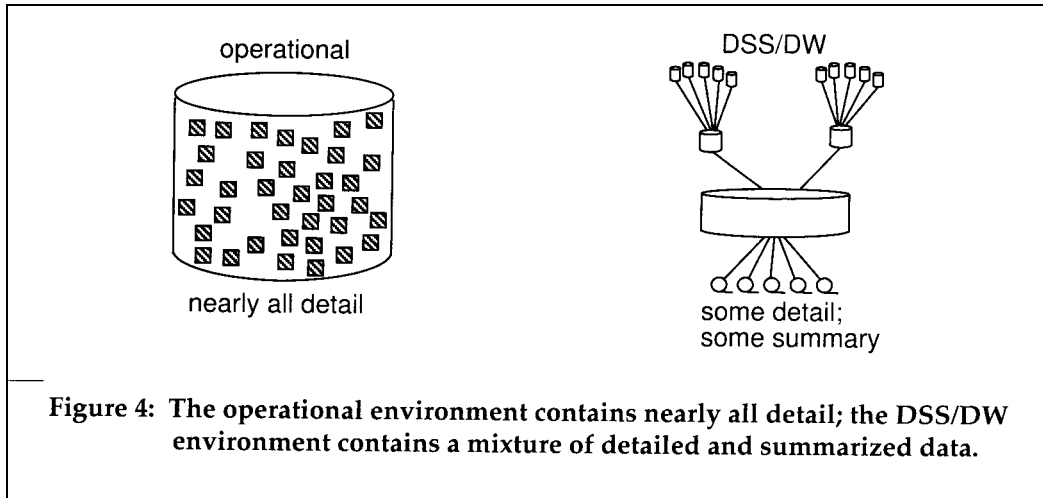 operational
nearly all detail
DSS/DW
some detail;
some summary
Figure 4: The operational environment contains nearly all detail; the DSS/DW
environment contains a mixture of detailed and summarized data.